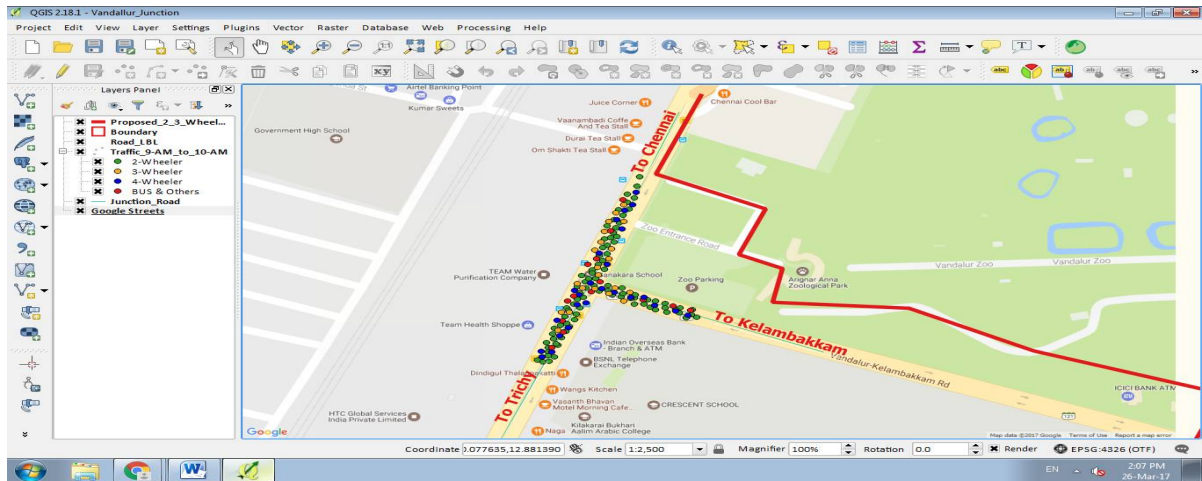 QGIS 2.18.1 - Vandallur_Junction
Project Edit View Layer Settings Plugins Vector Raster Database Web Processing Help
Layers Panel
Proposed_2_3_Wheel...
Boundary
Road_LBL
Traffic_9-AM_to_10-AM
2-Wheeler
3-Wheeler
4-Wheeler
BUS & Others
Junction_Road
Google Streets
Airtel Banking Point
Kumar Sweets
Government High School
Juice Corner
Chennai Cool Bar
Vaanambadi Coffe
And Tea Stall
Durai Tea Stall
Om Shakti Tea Stall
To Chennai
Zoo Entrance Road
TEAM Water
Purification Company
anakara School
Zoo Parking
Arignar Anna
Zoological Park
Vandalur Zoo
Vandalur Zoo
Team Health Shoppe
To Kelambakkam
Vandalur-Kelambakkam Rd
Indian Overseas Bank
- Branch & ATM
BSNL Telephone
Exchange
Dindigul
To Trichy
Wangs Kitchen
Vasanth Bhavan
Motel Morning Cafe..
CRESCENT SCHOOL
ICICI BANK ATM
HTC Global Services
India Private Limited
Kilakarai Bukhari
Aalim Arabic College
Naga
Google
Map data ©2017 Google Terms of Use Report a map error
Coordinate 0.077635,12.881390 Scale 1:2,500 Magnifier 100% Rotation 0.0 Render EPSG:4326 (OTF)
EN 2:07 PM
26-Mar-17